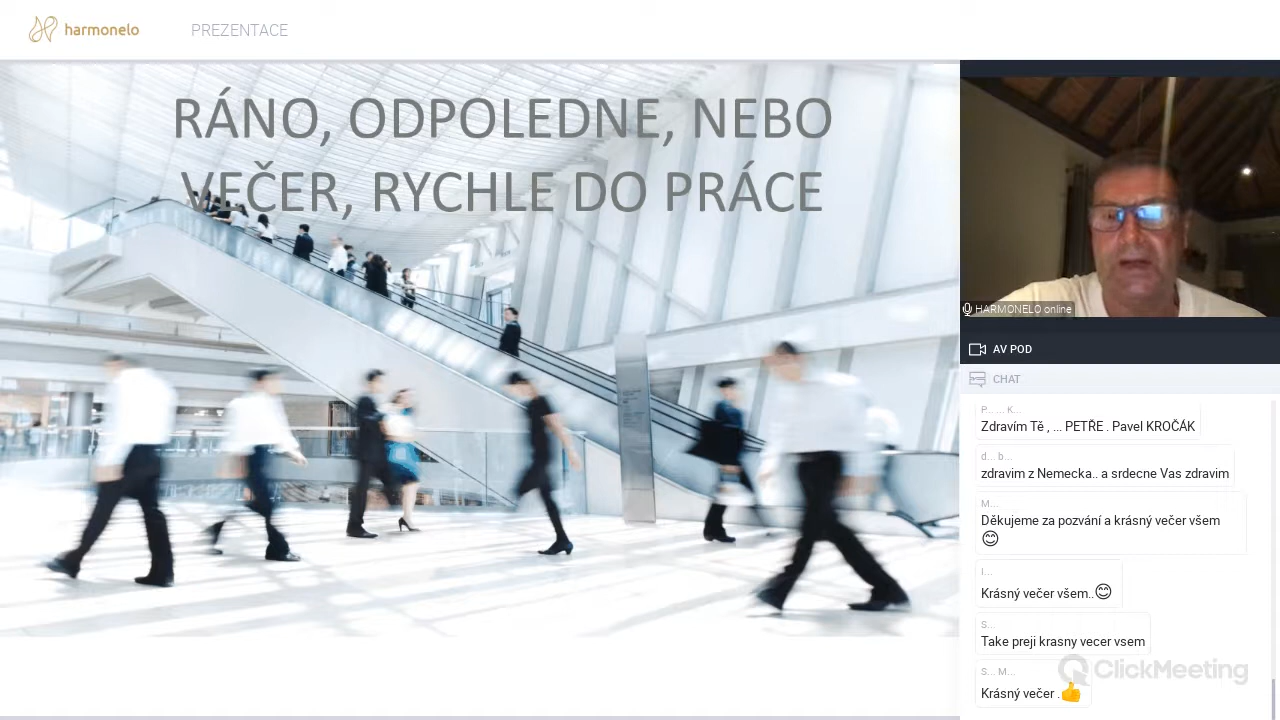 harmonelo
PREZENTACE
RÁNO, ODPOLEDNE, NEBO
VEČER, RYCHLE DO PRÁCE
HARMONELO online
AV POD
CHAT
P... ... K...
Zdravím Tě , ... PETŘE . Pavel KROČÁK
d... b...
zdravim z Nemecka.. a srdecne Vas zdravim
M...
Děkujeme za pozvání a krásný večer všem
😊
I...
Krásný večer všem..😊
S...
Take preji krasny vecer vsem
S... M...
Krásný večer .👍
ClickMeeting